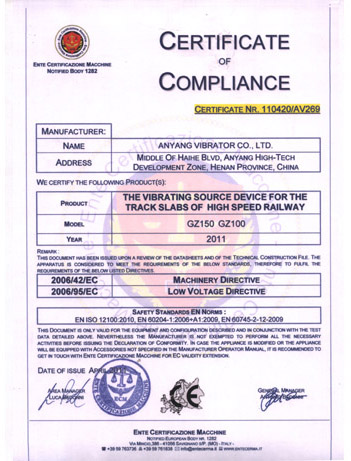 CERTIFICATE
OF
COMPLIANCE
ENTE CERTIFICAZIONE MACCHINE
NOTIFIED BODY 1282
CERTIFICATE NR. 110420/AV269
MANUFACTURER:
NAME ANYANG VIBRATOR CO., LTD.
ADDRESS MIDDLE OF HAIHE BLVD, ANYANG HIGH-TECH
DEVELOPMENT ZONE, HENAN PROVINCE, CHINA
WE CERTIFY THE FOLLOWING PRODUCT(S):
PRODUCT THE VIBRATING SOURCE DEVICE FOR THE
TRACK SLABS OF HIGH SPEED RAILWAY
MODEL GZ150 GZ100
YEAR 2011
REMARK:
THIS DOCUMENT HAS BEEN ISSUED UPON A REVIEW OF THE DATASHEETS AND OF THE TECHNICAL CONSTRUCTION FILE. THE
APPARATUS IS CONSIDERED TO MEET THE REQUIREMENTS OF THE BELOW STANDARDS, THEREFORE TO FULFIL THE
REQUIREMENTS OF THE BELOW LISTED DIRECTIVES.
2006/42/EC MACHINERY DIRECTIVE
2006/95/EC LOW VOLTAGE DIRECTIVE
SAFETY STANDARDS EN NORMS :
EN ISO 12100:2010, EN 60204-1:2006+A1:2009, EN 60745-2-12-2009
THIS DOCUMENT IS ONLY VALID FOR THE EQUIPMENT AND CONFIGURATION DESCRIBED AND IN CONJUNCTION WITH THE TEST
DATA DETAILED ABOVE. NEVERTHELESS THE MANUFACTURER IS NOT EXEMPTED TO PERFORM ALL THE NECESSARY
ACTIVITIES BEFORE ISSUING THE DECLARATION OF CONFORMITY. IN CASE THE APPLIANCE IS MODIFIED OR THE APPLIANCE
WILL BE EQUIPPED WITH ACCESSORIES NOT SPECIFIED IN THE MANUFACTURER OPERATOR MANUAL, IT IS RECOMMENDED TO
GET IN TOUCH WITH ENTE CERTIFICAZIONE MACCHINE FOR EC VALIDITY EXTENSION.
DATE OF ISSUE APRIL
AREA MANAGER
LUCA
GENERAL MANAGER
ECM
ENTE CERTIFICAZIONE MACCHINE
NOTIFIED EUROPEAN BODY NR. 1282